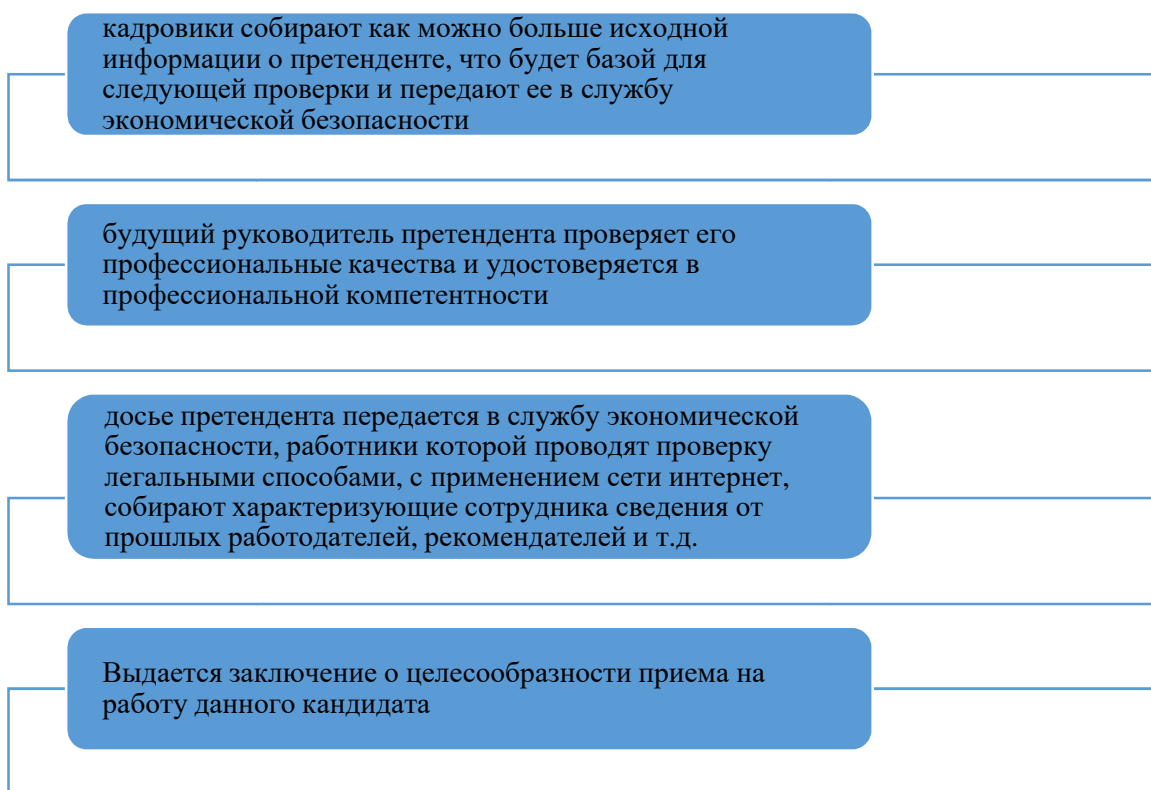 кадровики собирают как можно больше исходной
информации о претенденте, что будет базой для
следующей проверки и передают ее в службу
экономической безопасности
будущий руководитель претендента проверяет его
профессиональные качества и удостоверяется в
профессиональной компетентности
досье претендента передается в службу экономической
безопасности, работники которой проводят проверку
легальными способами, с применением сети интернет,
собирают характеризующие сотрудника сведения от
прошлых работодателей, рекомендателей и т.д.
Выдается заключение о целесообразности приема на
работу данного кандидата